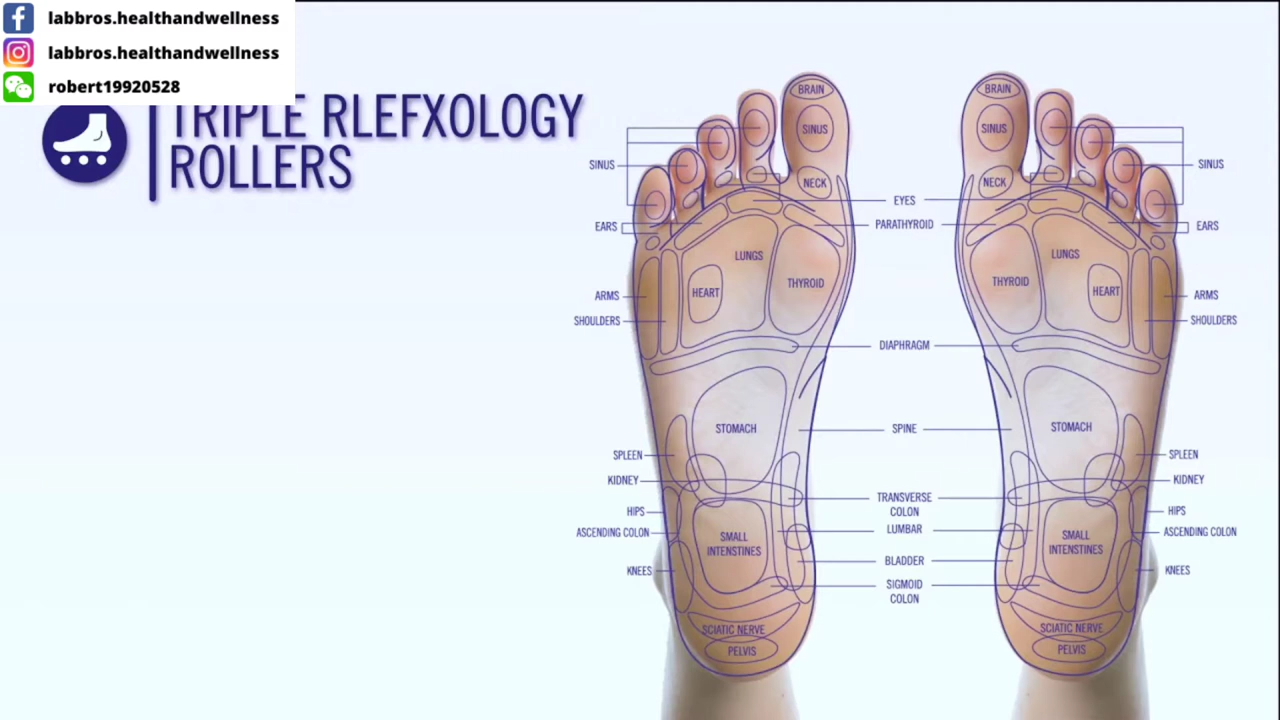 labbros.healthandwellness
labbros.healthandwellness
robert19920528
TRIPLE RLEFXOLOGY
ROLLERS
BRAIN
SINUS
NECK
SINUS
EARS
LUNGS
HEART
THYROID
ARMS
SHOULDERS
STOMACH
SPLEEN
KIDNEY
HIPS
ASCENDING COLON
SMALL
INTENSTINES
KNEES
SCIATIC NERVE
PELVIS
EYES
PARATHYROID
DIAPHRAGM
SPINE
TRANSVERSE
COLON
LUMBAR
BLADDER
SIGMOID
COLON
BRAIN
SINUS
NECK
SINUS
EARS
LUNGS
THYROID
HEART
ARMS
SHOULDERS
STOMACH
SPLEEN
KIDNEY
HIPS
ASCENDING COLON
SMALL
INTENSTINES
KNEES
SCIATIC NERVE
PELVIS